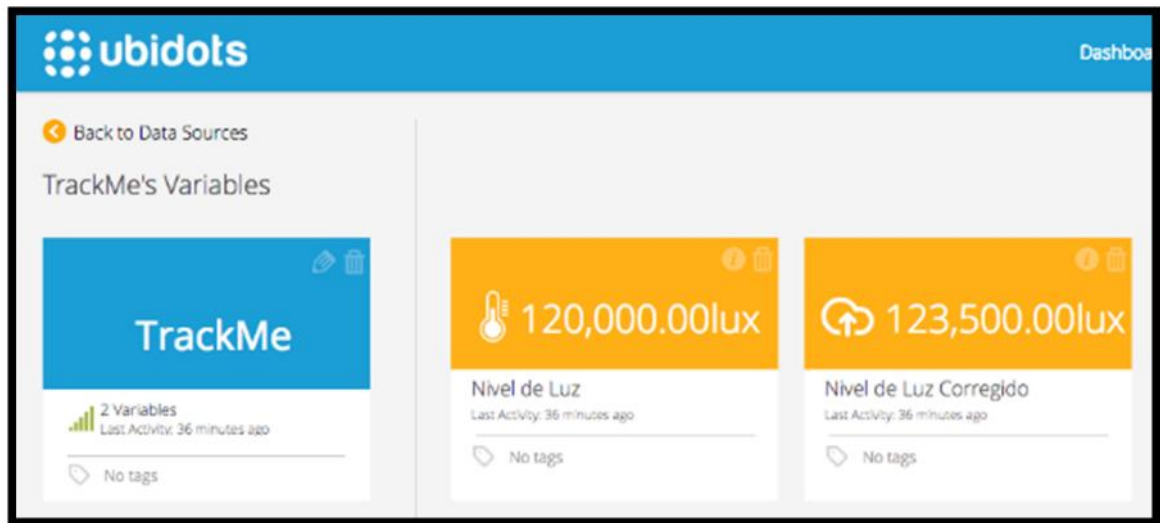 ubidots
Dashboa
Back to Data Sources
TrackMe's Variables
TrackMe
2 Variables
Last Activity: 36 minutes ago
No tags
120,000.00lux
Nivel de Luz
Last Activity: 36 minutes ago
No tags
123,500.00lux
Nivel de Luz Corregido
Last Activity: 36 minutes ago
No tags